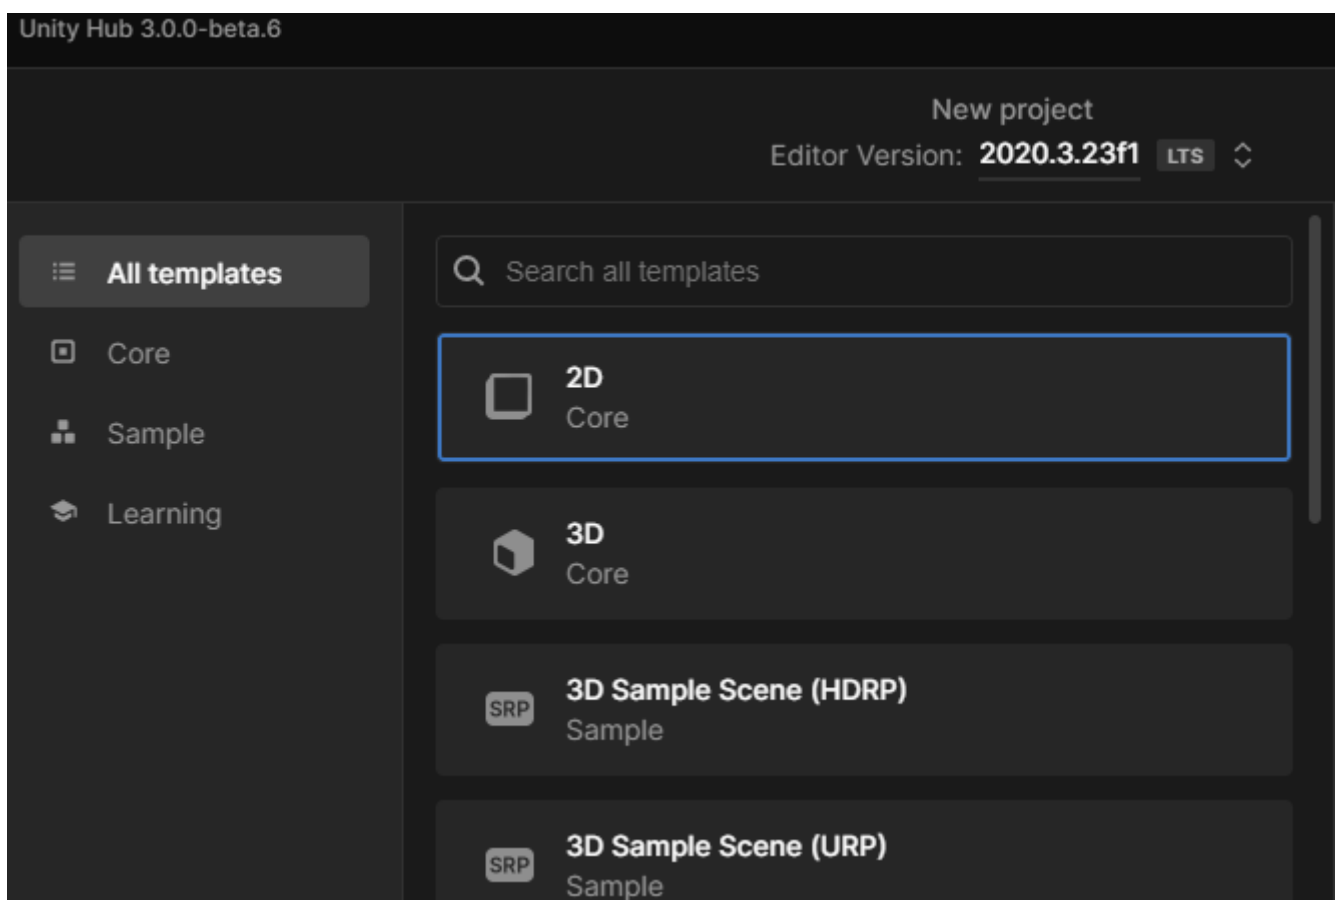 Unity Hub 3.0.0-beta.6
New project
Editor Version: 2020.3.23f1 LTS
All templates
Core
Sample
Learning
Search all templates
2D
Core
3D
Core
SRP
3D Sample Scene (HDRP)
Sample
SRP
3D Sample Scene (URP)
Sample